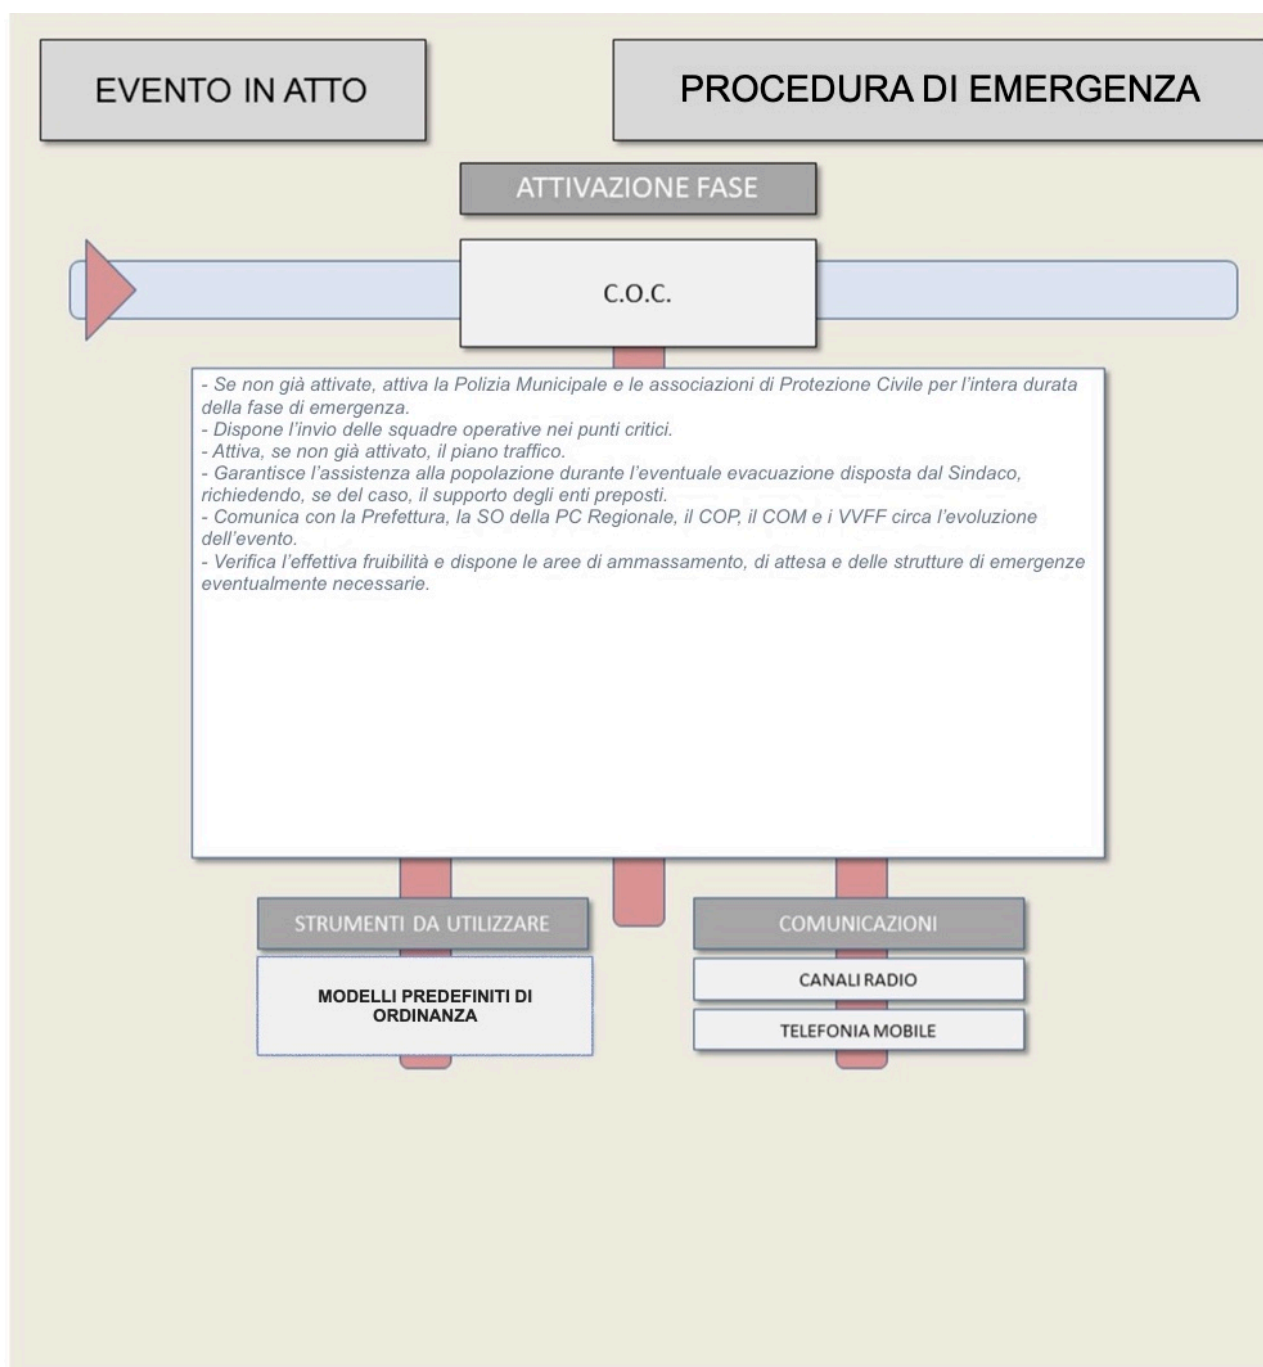 EVENTO IN ATTO
PROCEDURA DI EMERGENZA
ATTIVAZIONE FASE
C.O.C.
- Se non già attivate, attiva la Polizia Municipale e le associazioni di Protezione Civile per l'intera durata
della fase di emergenza.
- Dispone l'invio delle squadre operative nei punti critici.
- Attiva, se non già attivato, il piano traffico.
- Garantisce l'assistenza alla popolazione durante l'eventuale evacuazione disposta dal Sindaco,
richiedendo, se del caso, il supporto degli enti preposti.
- Comunica con la Prefettura, la SO della PC Regionale, il COP, il COM e i VVFF circa l'evoluzione
dell'evento.
- Verifica l'effettiva fruibilità e dispone le aree di ammassamento, di attesa e delle strutture di emergenze
eventualmente necessarie.
STRUMENTI DA UTILIZZARE
MODELLI PREDEFINITI DI
ORDINANZA
COMUNICAZIONI
CANALI RADIO
TELEFONIA MOBILE